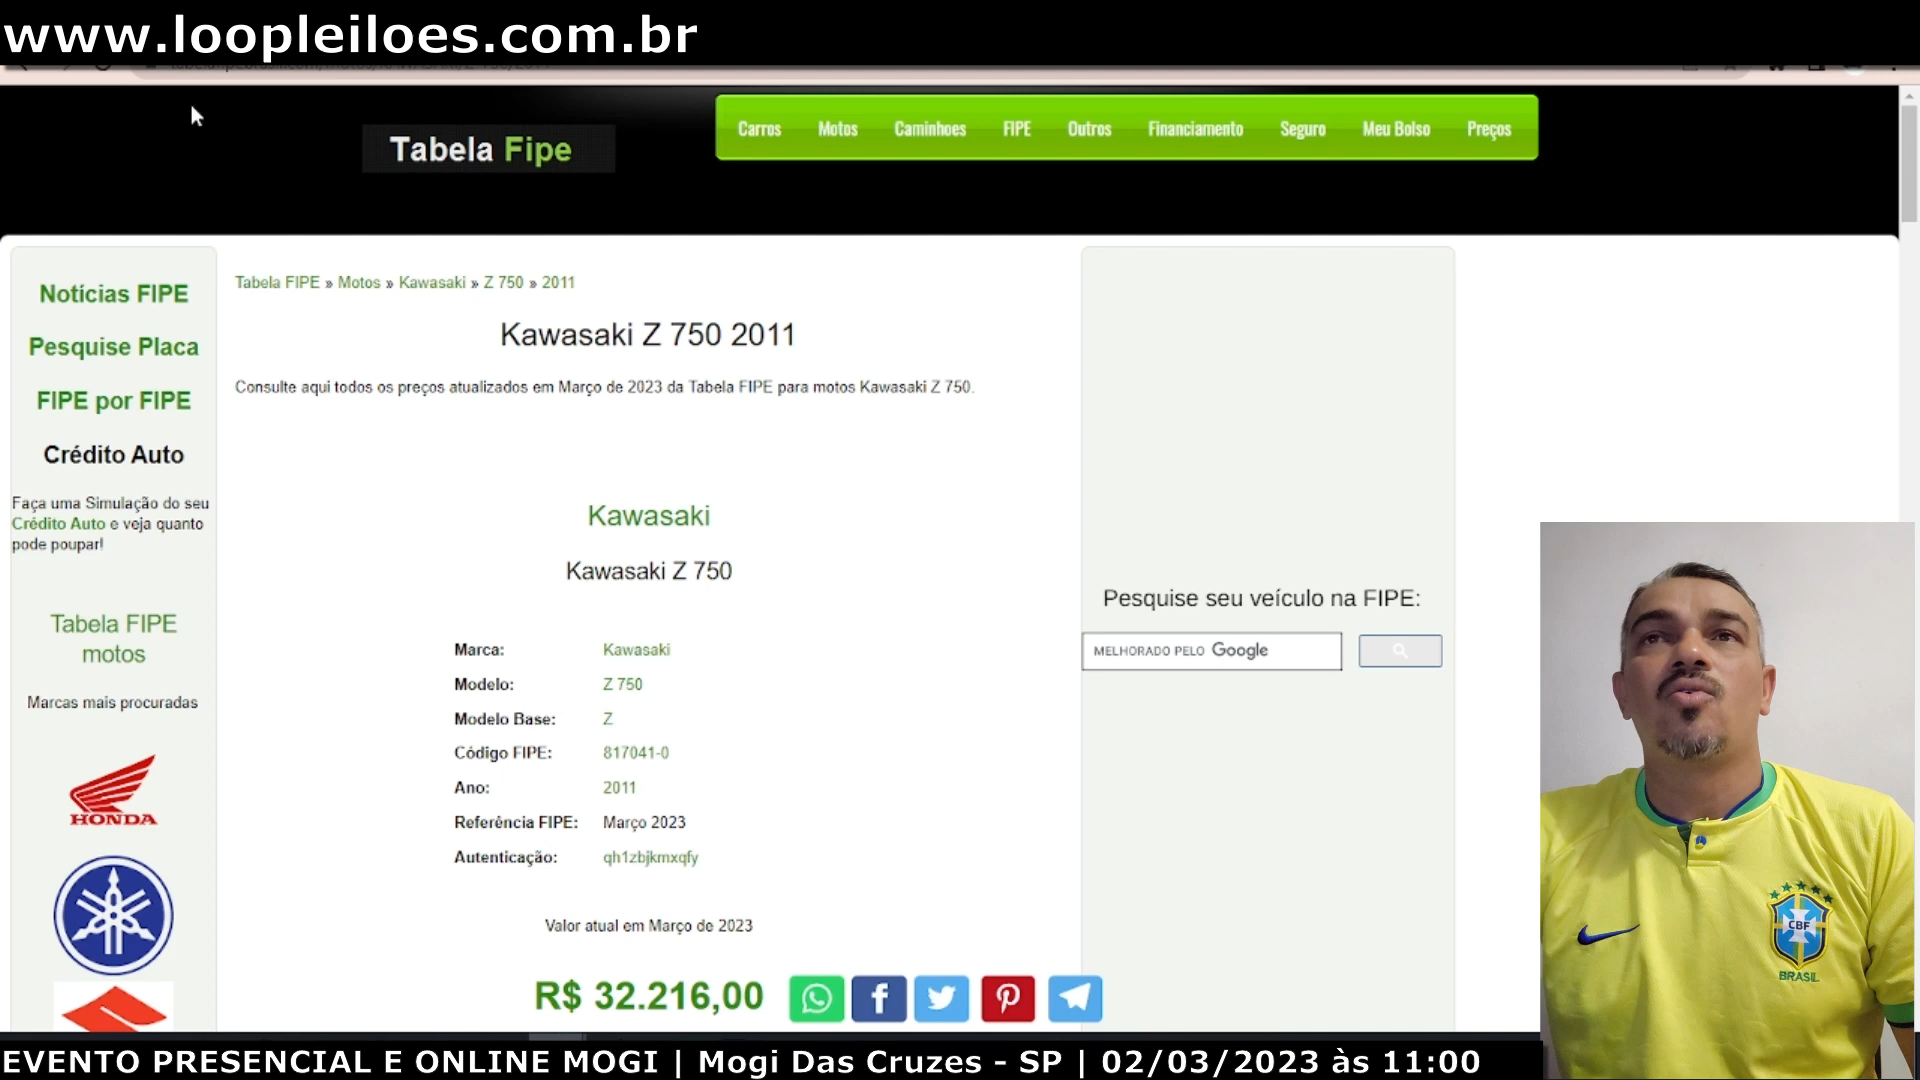 www.loopleiloes.com.br
Tabela Fipe
Carros Motos Caminhoes FIPE Outros Financiamento Seguro Meu Bolso Preços
Notícias FIPE
Pesquise Placa
FIPE por FIPE
Crédito Auto
Faça uma Simulação do seu
Crédito Auto e veja quanto
pode poupar!
Tabela FIPE
motos
Marcas mais procuradas
HONDA
Tabela FIPE » Motos » Kawasaki » Z 750 » 2011
Kawasaki Z 750 2011
Consulte aqui todos os preços atualizados em Março de 2023 da Tabela FIPE para motos Kawasaki Z 750.
Kawasaki
Kawasaki Z 750
Marca: Kawasaki
Modelo: Z 750
Modelo Base: Z
Código FIPE: 817041-0
Ano: 2011
Referência FIPE: Março 2023
Autenticação: qh1zbjkmxqfy
Valor atual em Março de 2023
R$ 32.216,00
Pesquise seu veículo na FIPE:
MELHORADO PELO Google
CBF
BRASIL
EVENTO PRESENCIAL E ONLINE MOGI | Mogi Das Cruzes - SP | 02/03/2023 às 11:00